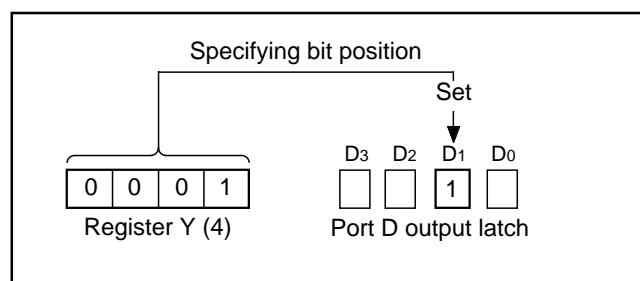 Specifying bit position
Set
D3 D2 D1 D0
0 0 0 1 1
Register Y (4) Port D output latch